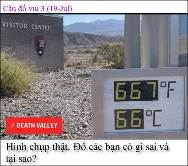 Câu đố vui 3 (19-Jul)
VISITOR CENTER
667°F
66°C
DEATH VALLEY
Hình chụp thật. Đố các bạn có gì sai và
tại sao?